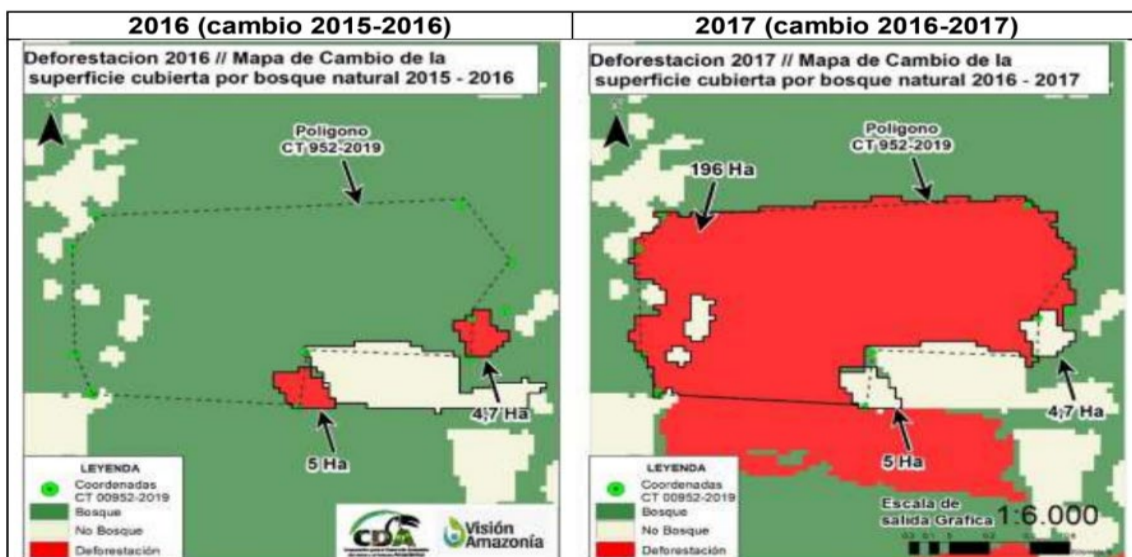 2016 (cambio 2015-2016)
Deforestacion 2016 // Mapa de Cambio de la
superficie cubierta por bosque natural 2015 - 2016
Poligono
CT 952-2019
4,7 Ha
5 Ha
LEYENDA
Coordenadas
CT 00952-2019
Bosque
No Bosque
Deforestación
CDA
Visión
Amazonía
2017 (cambio 2016-2017)
Deforestacion 2017 // Mapa de Cambio de la
superficie cubierta por bosque natural 2016 - 2017
Poligono
CT 952-2019
196 Ha
4,7 Ha
5 Ha
LEYENDA
Coordenadas
CT 00952-2019
Bosque
No Bosque
Deforestación
Escala de
salida Grafica 1:6.000